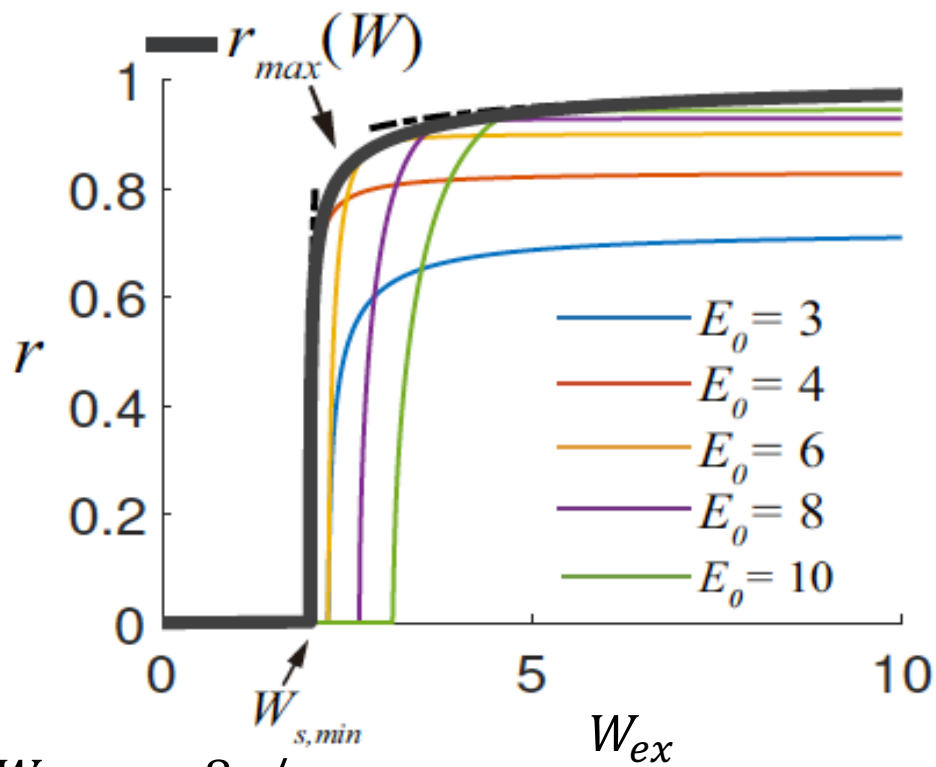 r_max(W)
1
0.8
0.6
0.4
0.2
0
r
E_0 = 3
E_0 = 4
E_0 = 6
E_0 = 8
E_0 = 10
0 5 10
W_s,min
W_ex